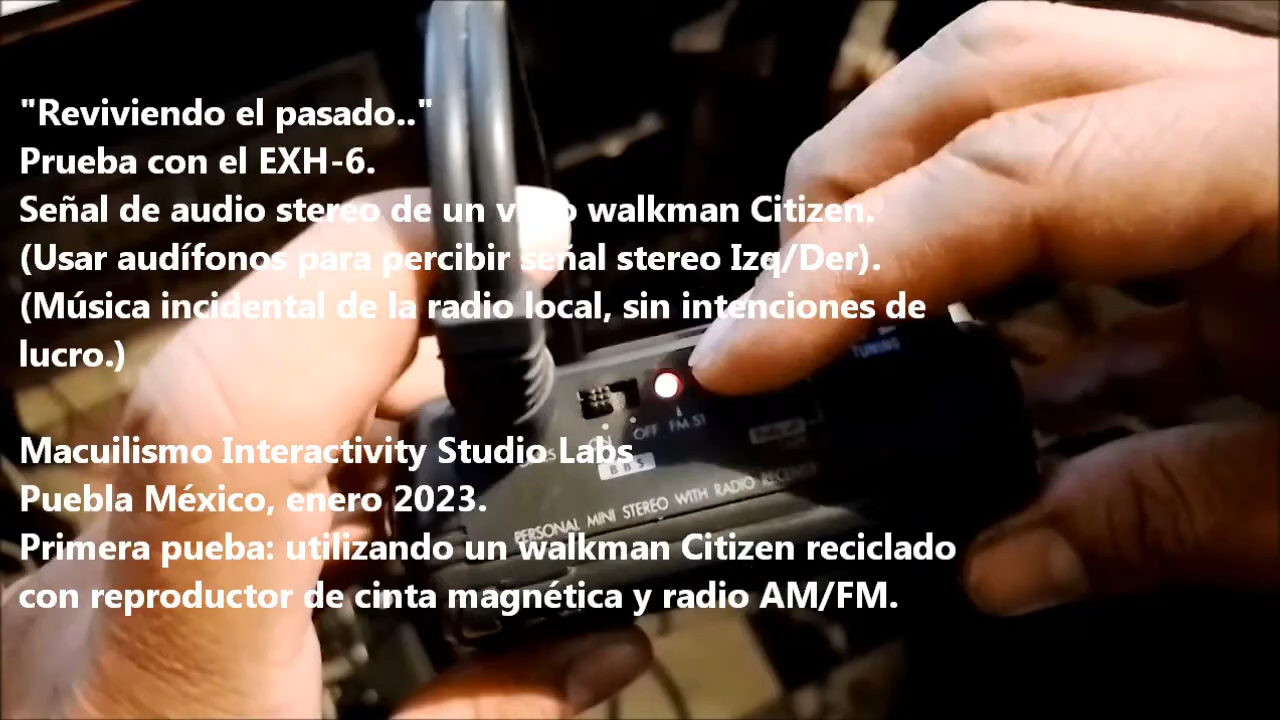 "Reviviendo el pasado.."
Prueba con el EXH-6.
Señal de audio stereo de un viejo walkman Citizen.
(Usar audífonos para percibir señal stereo Izq/Der).
(Música incidental de la radio local, sin intenciones de
lucro.)
TUNING
OFF FM ST
Macuilismo Interactivity Studio Labs
BBS
Puebla México, enero 2023.
PERSONAL MINI STEREO WITH RADIO
Primera pueba: utilizando un walkman Citizen reciclado
con reproductor de cinta magnética y radio AM/FM.